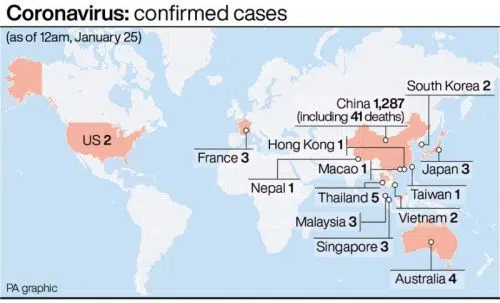 Coronavirus: confirmed cases
(as of 12am, January 25)
South Korea 2
China 1,287
(including 41 deaths)
US 2
Hong Kong 1
France 3
Macao 1
Japan 3
Nepal 1
Thailand 5
Taiwan 1
Malaysia 3
Vietnam 2
Singapore 3
Australia 4
PA graphic